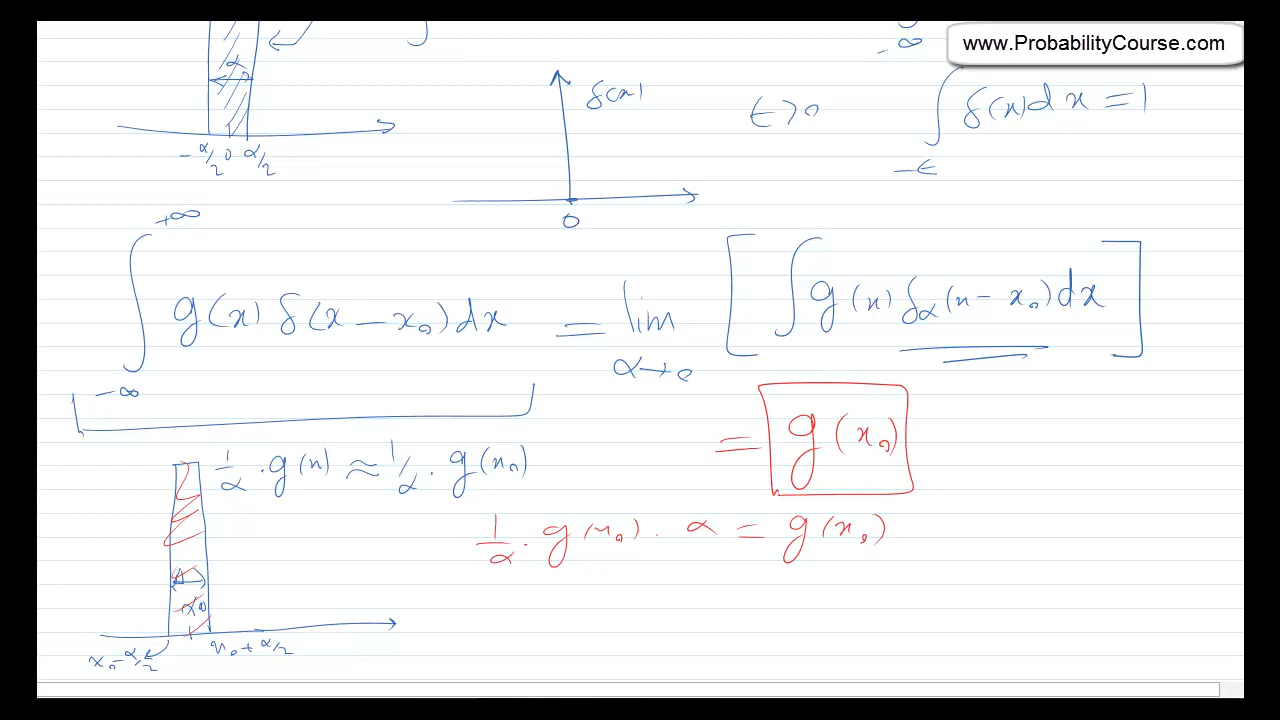 www.ProbabilityCourse.com
α
-∞
δ(x)
ϵ>0
∫ δ(x)dx = 1
-ϵ
-α/2 0 α/2
0
+∞
∫ g(x) δ(x - x₀)dx = lim [∫ g(x) δα(x - x₀)dx]
-∞
α→0
= g(x₀)
1/α · g(x) ≈ 1/α · g(x₀)
1/α · g(x₀) · α = g(x₀)
α
x₀-α/2
x₀+α/2